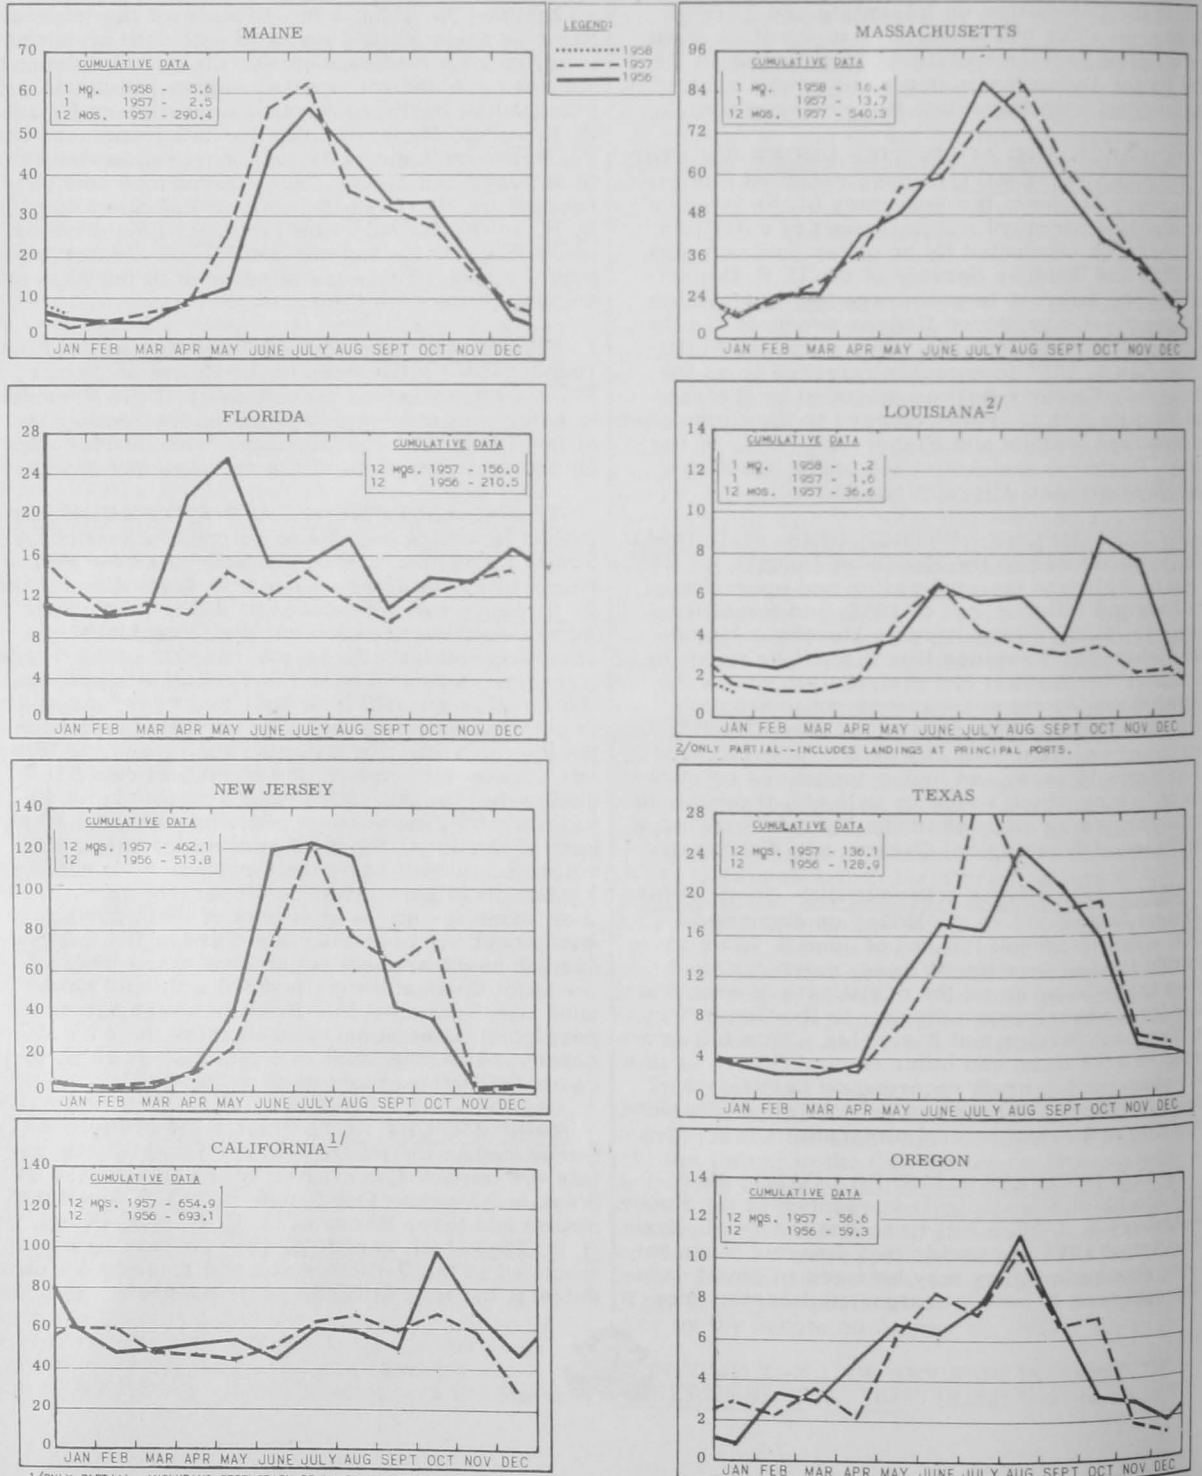 MAINE
70
60
50
40
30
20
10
0
CUMULATIVE DATA
1 MO. 1958 - 5.6
1 " 1957 - 2.5
12 MOS. 1957 - 290.4
JAN FEB MAR APR MAY JUNE JULY AUG SEPT OCT NOV DEC
LEGEND:
1958
1957
1956
MASSACHUSETTS
96
84
72
60
48
36
24
0
CUMULATIVE DATA
1 MO. 1958 - 16.4
1 " 1957 - 13.7
12 MOS. 1957 - 540.3
JAN FEB MAR APR MAY JUNE JULY AUG SEPT OCT NOV DEC
FLORIDA
28
24
20
16
12
8
4
0
CUMULATIVE DATA
12 MOS. 1957 - 156.0
12 " 1956 - 210.5
JAN FEB MAR APR MAY JUNE JULY AUG SEPT OCT NOV DEC
LOUISIANA 2/
14
12
10
8
6
4
2
0
CUMULATIVE DATA
1 MO. 1958 - 1.2
1 " 1957 - 1.6
12 MOS. 1957 - 36.6
JAN FEB MAR APR MAY JUNE JULY AUG SEPT OCT NOV DEC
2/ONLY PARTIAL--INCLUDES LANDINGS AT PRINCIPAL PORTS.
NEW JERSEY
140
120
100
80
60
40
20
0
CUMULATIVE DATA
12 MOS. 1957 - 462.1
12 " 1956 - 513.8
JAN FEB MAR APR MAY JUNE JULY AUG SEPT OCT NOV DEC
TEXAS
28
24
20
16
12
8
4
0
CUMULATIVE DATA
12 MOS. 1957 - 136.1
12 " 1956 - 128.9
JAN FEB MAR APR MAY JUNE JULY AUG SEPT OCT NOV DEC
CALIFORNIA 1/
140
120
100
80
60
40
20
0
CUMULATIVE DATA
12 MOS. 1957 - 654.9
12 " 1956 - 693.1
JAN FEB MAR APR MAY JUNE JULY AUG SEPT OCT NOV DEC
OREGON
14
12
10
8
6
4
2
0
CUMULATIVE DATA
12 MOS. 1957 - 56.6
12 " 1956 - 59.3
JAN FEB MAR APR MAY JUNE JULY AUG SEPT OCT NOV DEC